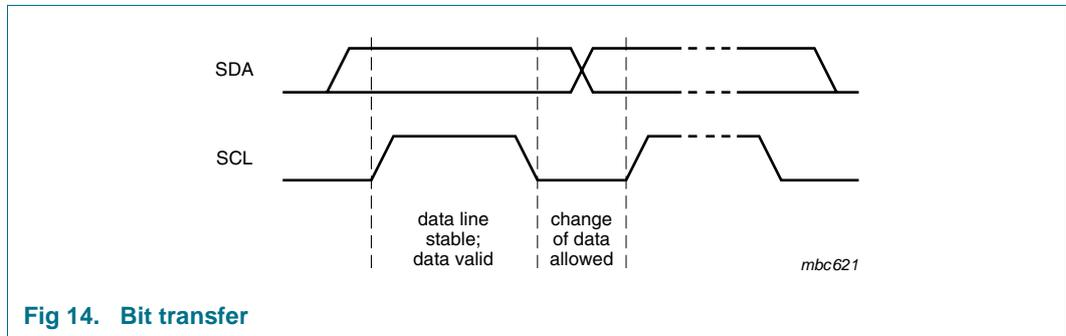 SDA
SCL
data line
stable;
data valid
change
of data
allowed
mbc621
Fig 14. Bit transfer